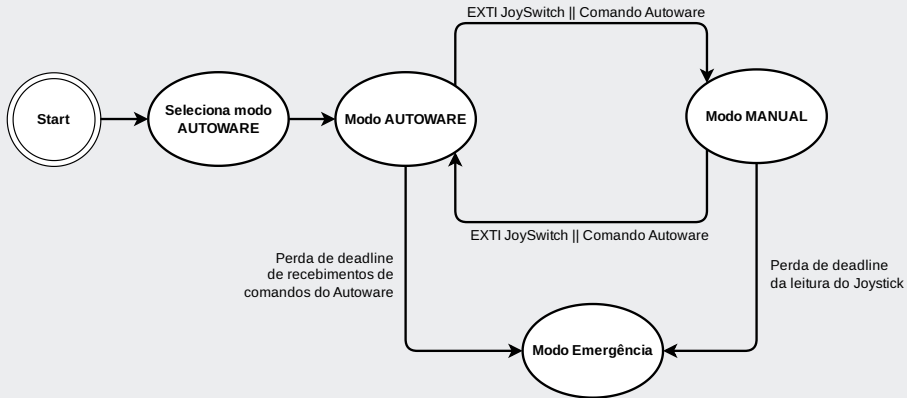 EXTI JoySwitch || Comando Autoware
Start
Seleciona modo
AUTOWARE
Modo AUTOWARE
Modo MANUAL
EXTI JoySwitch || Comando Autoware
Perda de deadline
de recebimentos de
comandos do Autoware
Perda de deadline
da leitura do Joystick
Modo Emergência